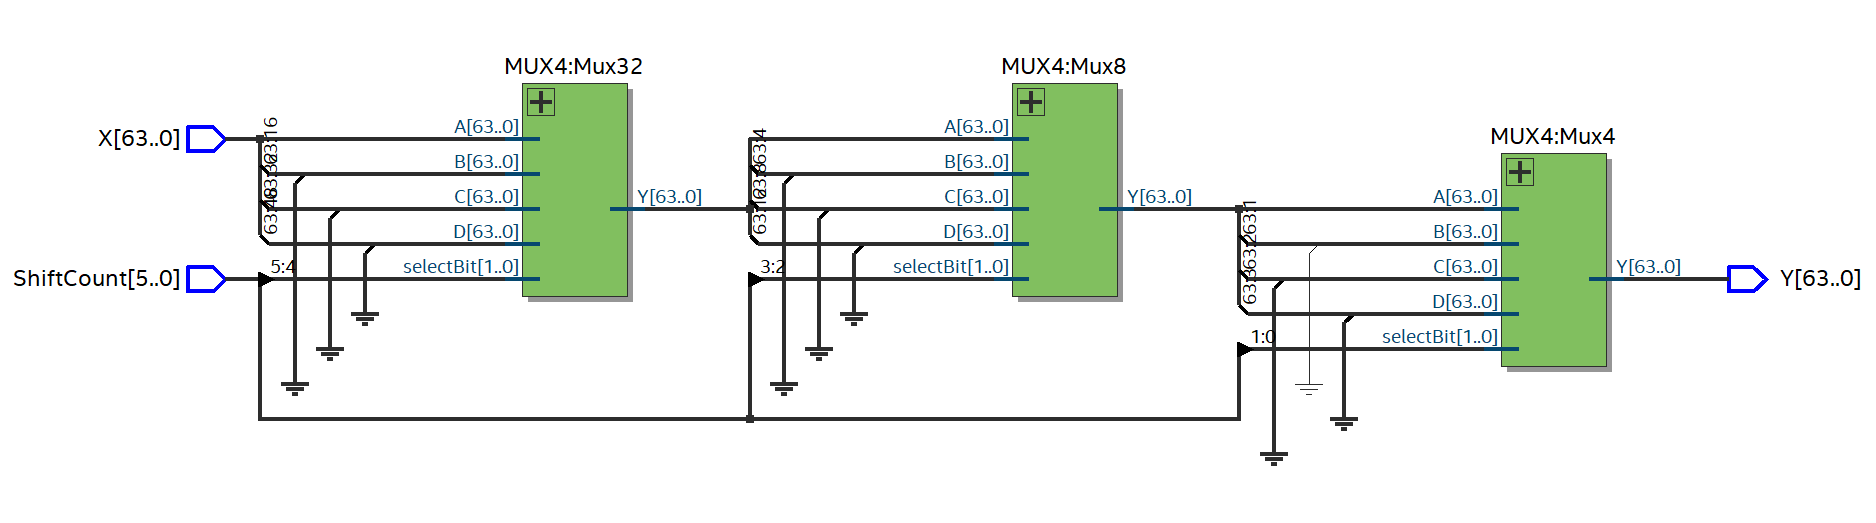 MUX4:Mux32
MUX4:Mux8
MUX4:Mux4
X[63..0]
ShiftCount[5..0]
63:16
63:32
63:48
5:4
A[63..0]
B[63..0]
C[63..0]
D[63..0]
selectBit[1..0]
Y[63..0]
63:4
63:8
63:12
3:2
A[63..0]
B[63..0]
C[63..0]
D[63..0]
selectBit[1..0]
Y[63..0]
63:1
63:2
63:3
1:0
A[63..0]
B[63..0]
C[63..0]
D[63..0]
selectBit[1..0]
Y[63..0]
Y[63..0]